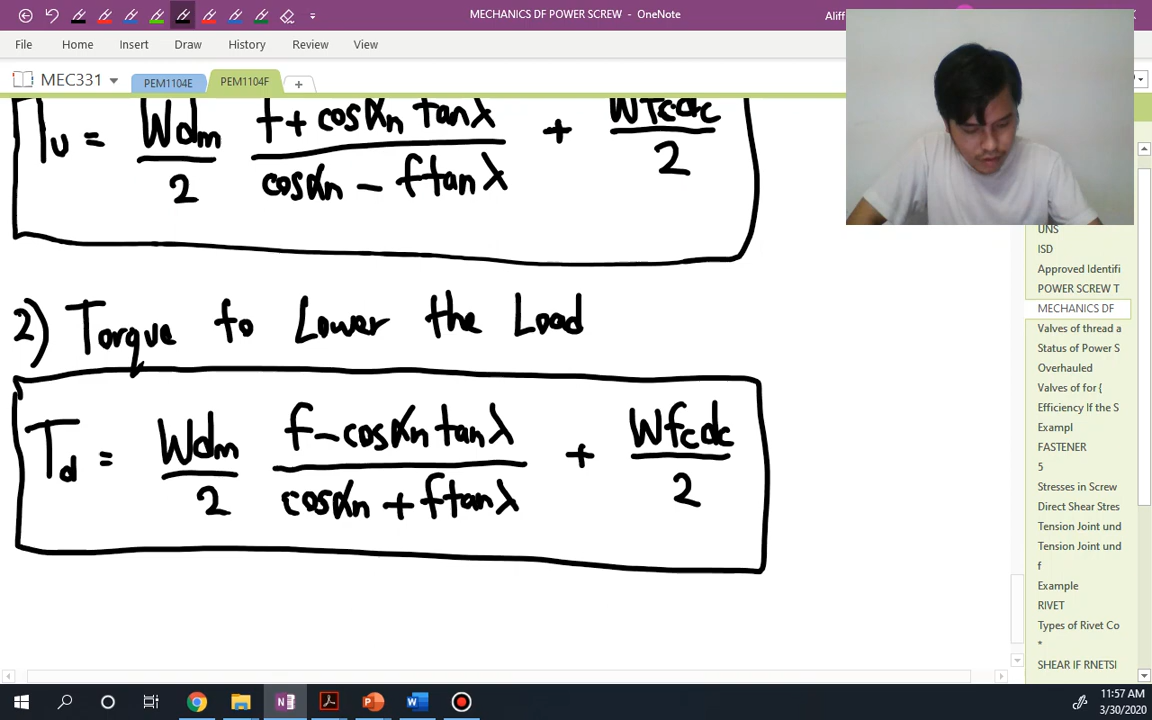 MECHANICS DF POWER SCREW - OneNote
Aliff
File Home Insert Draw History Review View
MEC331 PEM1104E PEM1104F +
Tu = Wdm/2 f + cosαn tanλ / cosαn - ftanλ + Wfcdc/2
2) Torque to Lower the Load
Td = Wdm/2 f - cosαn tanλ / cosαn + ftanλ + Wfcdc/2
UNS
ISD
Approved Identifi
POWER SCREW T
MECHANICS DF
Valves of thread a
Status of Power S
Overhauled
Valves of for {
Efficiency If the S
Exampl
FASTENER
5
Stresses in Screw
Direct Shear Stres
Tension Joint und
Tension Joint und
f
Example
RIVET
Types of Rivet Co
*
SHEAR IF RNETSI
11:57 AM
3/30/2020